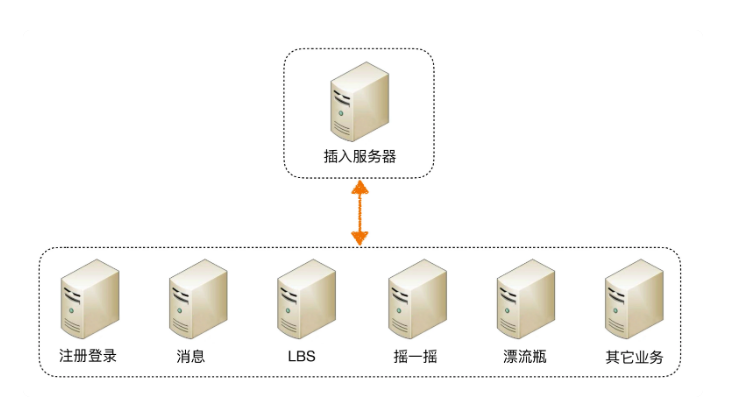 插入服务器
注册登录
消息
LBS
摇一摇
漂流瓶
其它业务